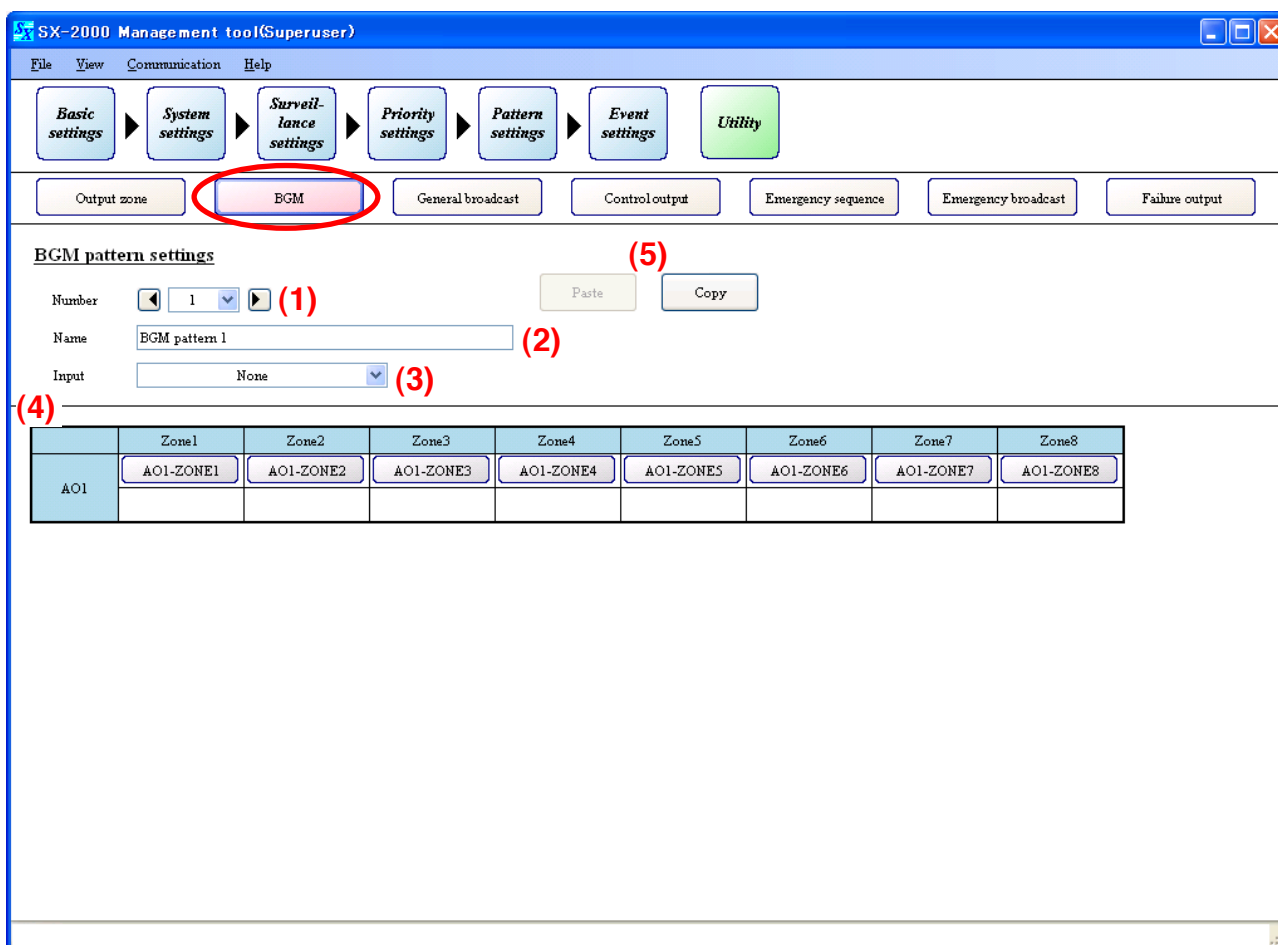 SX SX-2000 Management tool(Superuser)
File View Communication Help
Basic settings
System settings
Surveil-
lance
settings
Priority settings
Pattern settings
Event settings
Utility
Output zone BGM General broadcast Control output Emergency sequence Emergency broadcast Failure output
BGM pattern settings
(5)
Number 1 (1) Paste Copy
Name BGM pattern 1 (2)
Input None (3)
(4)
Zone1 Zone2 Zone3 Zone4 Zone5 Zone6 Zone7 Zone8
AO1 AO1-ZONE1 AO1-ZONE2 AO1-ZONE3 AO1-ZONE4 AO1-ZONE5 AO1-ZONE6 AO1-ZONE7 AO1-ZONE8